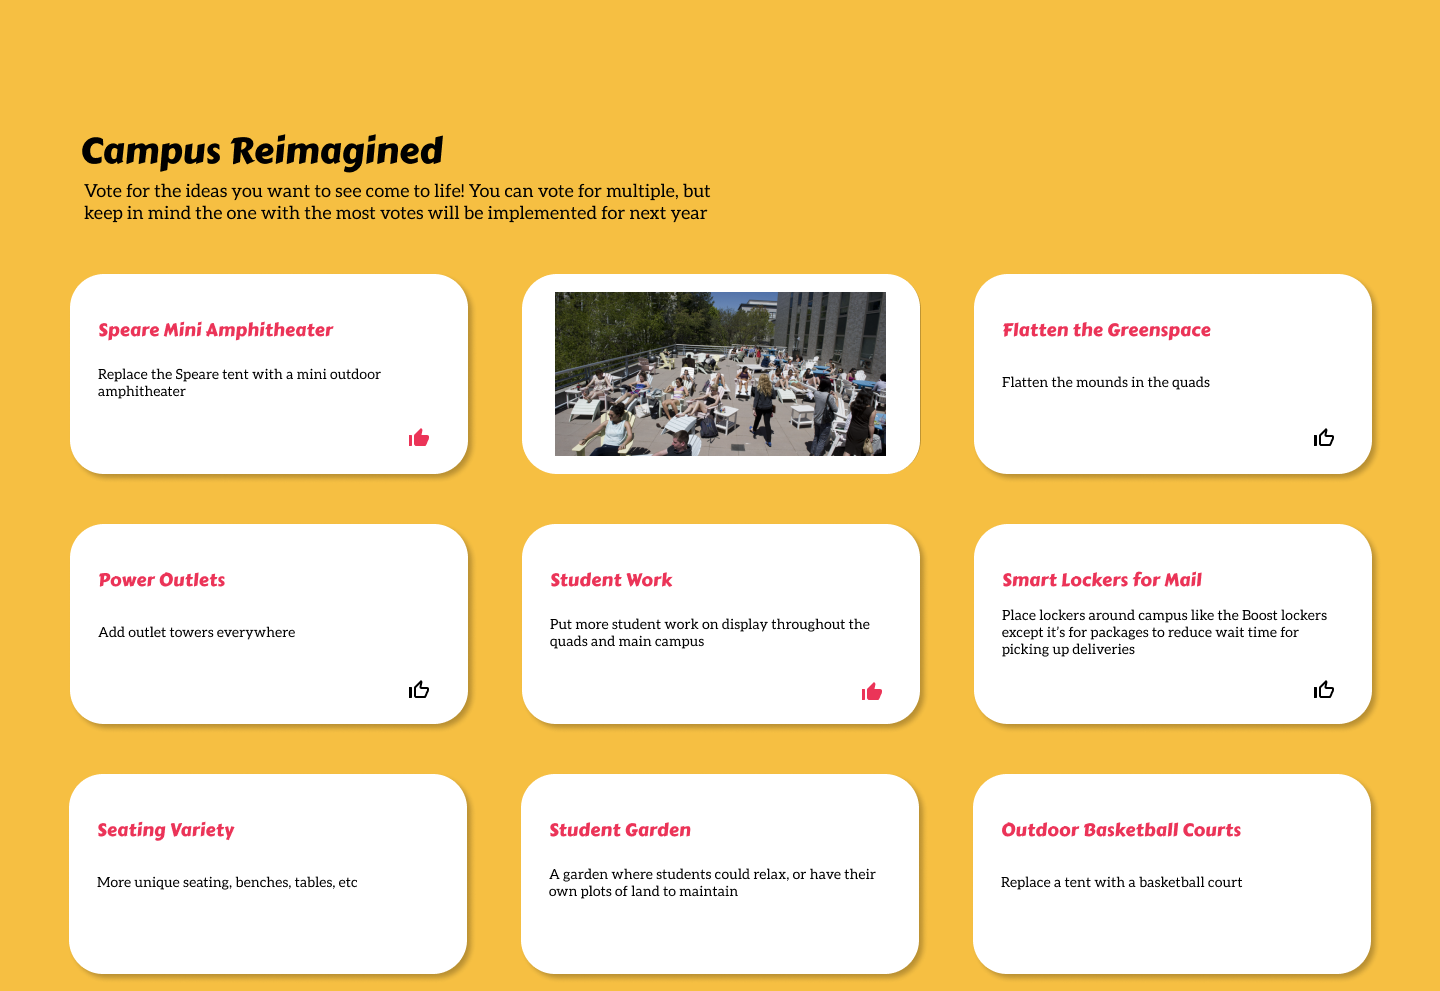 Campus Reimagined
Vote for the ideas you want to see come to life! You can vote for multiple, but
keep in mind the one with the most votes will be implemented for next year
Speare Mini Amphitheater
Replace the Speare tent with a mini outdoor
amphitheater
Flatten the Greenspace
Flatten the mounds in the quads
Power Outlets
Add outlet towers everywhere
Student Work
Put more student work on display throughout the
quads and main campus
Smart Lockers for Mail
Place lockers around campus like the Boost lockers
except it's for packages to reduce wait time for
picking up deliveries
Seating Variety
More unique seating, benches, tables, etc
Student Garden
A garden where students could relax, or have their
own plots of land to maintain
Outdoor Basketball Courts
Replace a tent with a basketball court